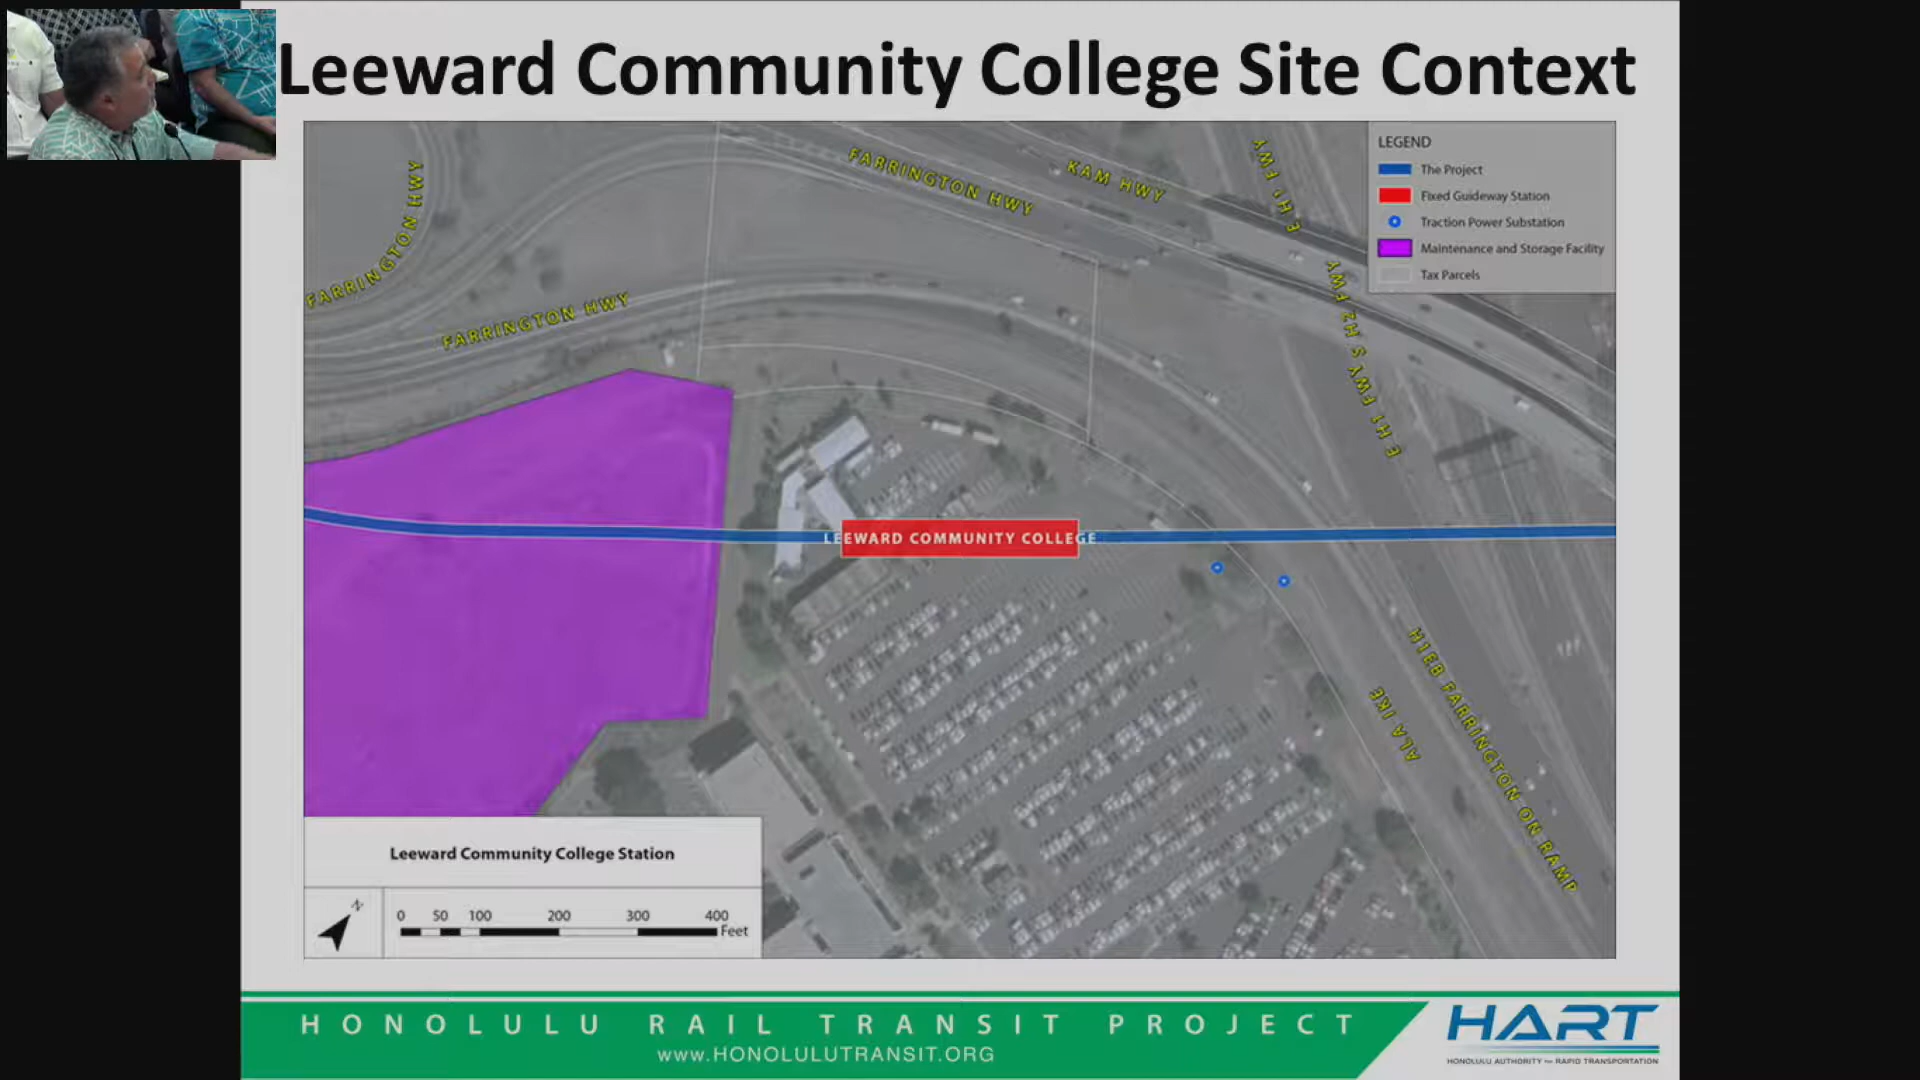 Leeward Community College Site Context
FARRINGTON HWY
FARRINGTON HWY
FARRINGTON HWY
KAM HWY
E H1 FWY
E H1 FWY S H2 FWY
LEGEND
The Project
Fixed Guideway Station
Traction Power Substation
Maintenance and Storage Facility
Tax Parcels
LEEWARD COMMUNITY COLLEGE
ALA IKE
H1EB FARRINGTON ON RAMP
Leeward Community College Station
N
0 50 100 200 300 400
Feet
HONOLULU RAIL TRANSIT PROJECT
WWW.HONOLULUTRANSIT.ORG
HART
HONOLULU AUTHORITY for RAPID TRANSPORTATION